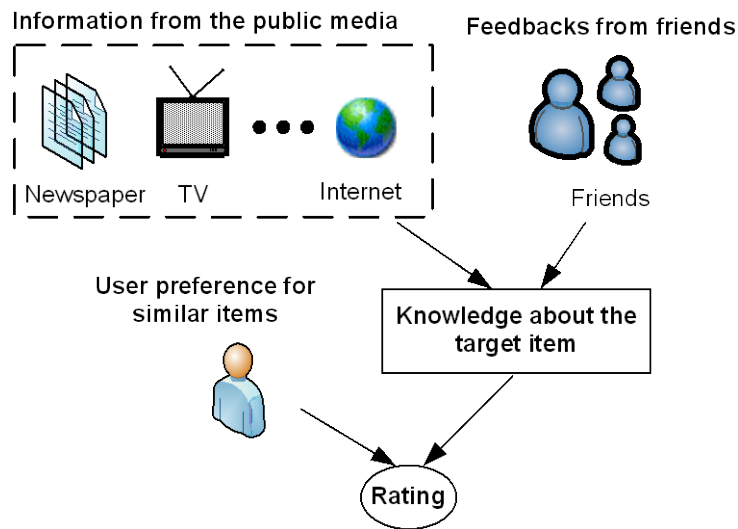 Information from the public media
Feedbacks from friends
Newspaper
TV
Internet
Friends
User preference for
similar items
Knowledge about the
target item
Rating